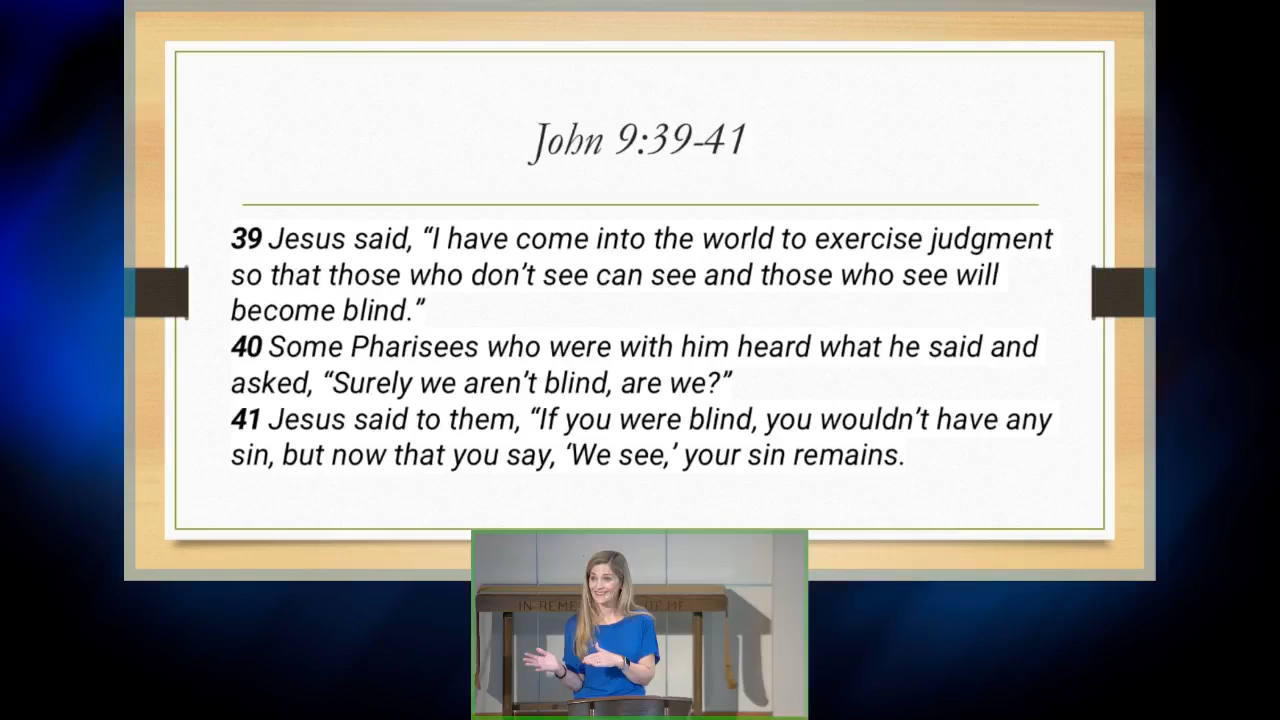 John 9:39-41
39 Jesus said, “I have come into the world to exercise judgment
so that those who don’t see can see and those who see will
become blind.”
40 Some Pharisees who were with him heard what he said and
asked, “Surely we aren’t blind, are we?”
41 Jesus said to them, “If you were blind, you wouldn’t have any
sin, but now that you say, ‘We see,’ your sin remains.
IN OF ME